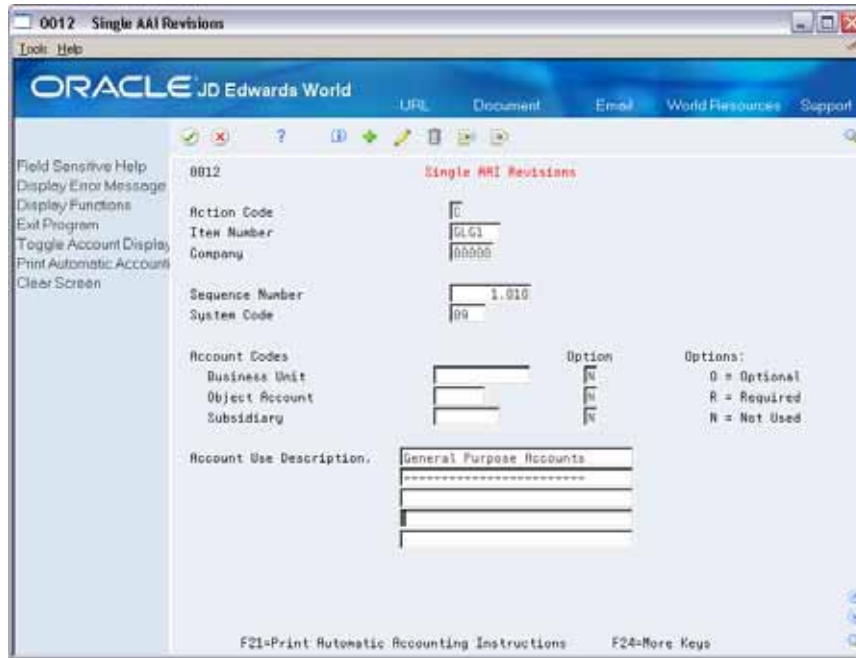 0012 Single AAI Revisions
Tools Help
ORACLE JD Edwards World
URL Document Email World Resources Support
Field Sensitive Help
Display Error Message
Display Functions
Exit Program
Toggle Account Display
Print Automatic Accounti
Clear Screen
0012 Single AAI Revisions
Action Code C
Item Number GLG1
Company 00000
Sequence Number 1.010
System Code 09
Account Codes Option Options:
Business Unit N O = Optional
Object Account N R = Required
Subsidiary N N = Not Used
Account Use Description. General Purpose Accounts
------------------------
F21=Print Automatic Accounting Instructions F24=More Keys